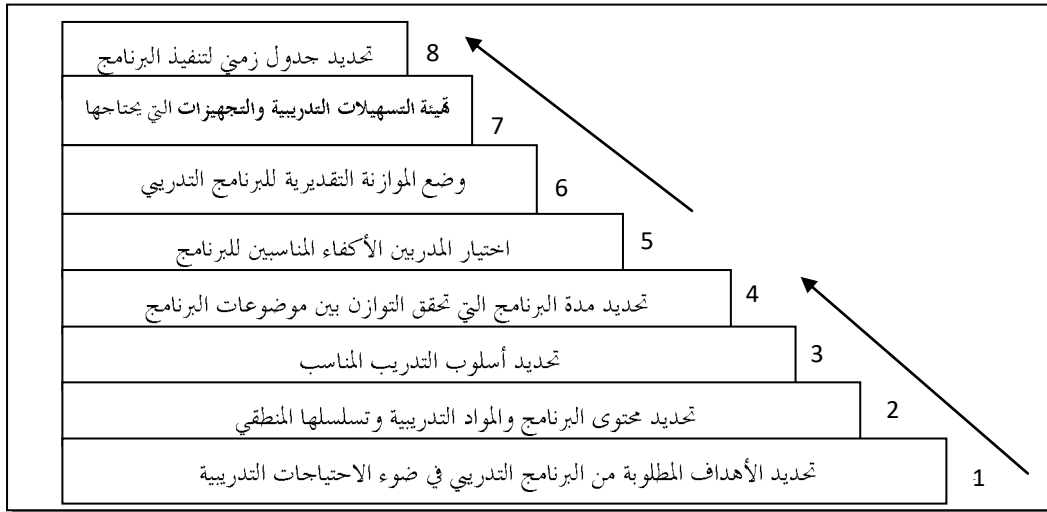 تحديد جدول زمني لتنفيذ البرنامج 8
تهيئة التسهيلات التدريبية والتجهيزات التي يحتاجها 7
وضع الموازنة التقديرية للبرنامج التدريبي 6
اختيار المدربين الأكفاء المناسبين للبرنامج 5
تحديد مدة البرنامج التي تحقق التوازن بين موضوعات البرنامج 4
تحديد أسلوب التدريب المناسب 3
تحديد محتوى البرنامج والمواد التدريبية وتسلسلها المنطقي 2
تحديد الأهداف المطلوبة من البرنامج التدريبي في ضوء الاحتياجات التدريبية 1